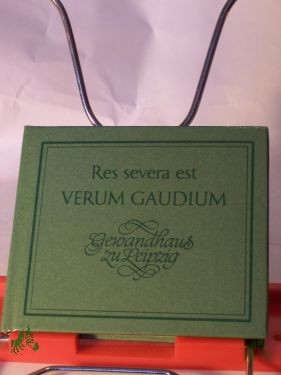 Res severa est
VERUM GAUDIUM
Gewandhaus
zu Leipzig